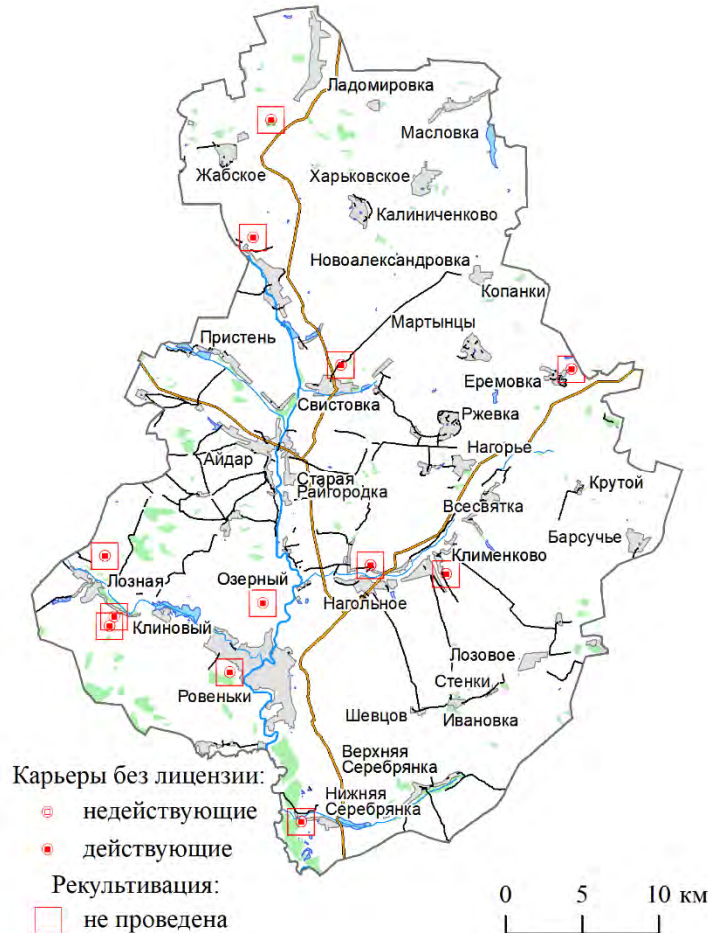 Ладомировка
Масловка
Жабское
Харьковское
Калиниченково
Новоалександровка
Копанки
Мартынцы
Пристень
Еремовка
Свистовка
Ржевка
Нагорье
Айдар
Старая
Райгородка
Крутой
Всесвятка
Барсучье
Клименково
Лозная
Озерный
Нагольное
Клиновый
Лозовое
Стенки
Ровеньки
Шевцов
Ивановка
Верхняя
Серебрянка
Нижняя
Серебрянка
Карьеры без лицензии:
недействующие
действующие
Рекультивация:
не проведена
0 5 10 км